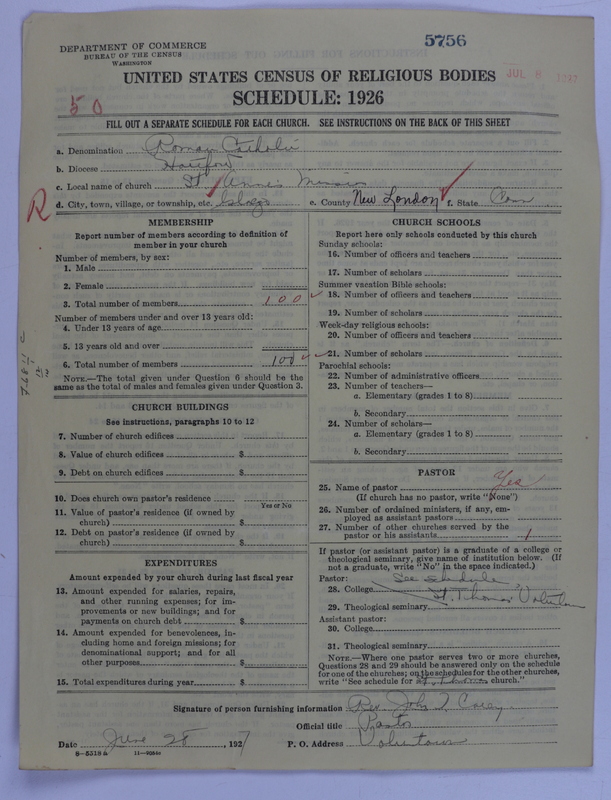 5756
DEPARTMENT OF COMMERCE
BUREAU OF THE CENSUS
WASHINGTON
JUL 8 1927
UNITED STATES CENSUS OF RELIGIOUS BODIES
SCHEDULE: 1926
50
FILL OUT A SEPARATE SCHEDULE FOR EACH CHURCH. SEE INSTRUCTIONS ON THE BACK OF THIS SHEET
a. Denomination Roman Catholic
b. Diocese Hartford
c. Local name of church St Anne's Mission
R d. City, town, village, or township, etc. e. County New London f. State Conn
MEMBERSHIP
Report number of members according to definition of
member in your church
Number of members, by sex:
1. Male
2. Female
3. Total number of members 100
Number of members under and over 13 years old:
4. Under 13 years of age
5. 13 years old and over
6. Total number of members 100
NOTE.—The total given under Question 6 should be the
same as the total of males and females given under Question 3.
CHURCH BUILDINGS
See instructions, paragraphs 10 to 12
7. Number of church edifices
8. Value of church edifices $
9. Debt on church edifices $
10. Does church own pastor's residence
Yes or No
11. Value of pastor's residence (if owned by
church) $
12. Debt on pastor's residence (if owned by
church) $
EXPENDITURES
Amount expended by your church during last fiscal year
13. Amount expended for salaries, repairs,
and other running expenses; for im-
provements or new buildings; and for
payments on church debt $
14. Amount expended for benevolences, in-
cluding home and foreign missions; for
denominational support; and for all
other purposes $
15. Total expenditures during year $
CHURCH SCHOOLS
Report here only schools conducted by this church
Sunday schools:
16. Number of officers and teachers
17. Number of scholars
Summer vacation Bible schools:
18. Number of officers and teachers
19. Number of scholars
Week-day religious schools:
20. Number of officers and teachers
21. Number of scholars
Parochial schools:
22. Number of administrative officers
23. Number of teachers—
a. Elementary (grades 1 to 8)
b. Secondary
24. Number of scholars—
a. Elementary (grades 1 to 8)
b. Secondary
PASTOR
25. Name of pastor Yes
(If church has no pastor, write "None")
26. Number of ordained ministers, if any, em-
ployed as assistant pastors
27. Number of other churches served by the
pastor or his assistants 1
If pastor (or assistant pastor) is a graduate of a college or
theological seminary, give name of institution below. (If
not a graduate, write "No" in the space indicated.)
Pastor: See schedule
28. College St. Thomas' Voluntown
29. Theological seminary
Assistant pastor:
30. College
31. Theological seminary
NOTE.—Where one pastor serves two or more churches,
Questions 28 and 29 should be answered only on the schedule
for one of the churches; on the schedules for the other churches,
write "See schedule for St. Thomas church."
Signature of person furnishing information Rev. John F. Corey
Official title Pastor
Date June 28, 1927 P. O. Address Voluntown
8-5318a